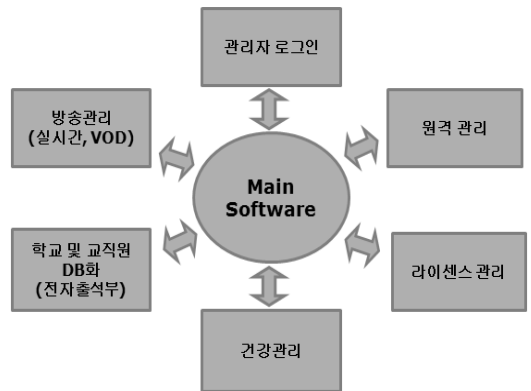 관리자 로그인
방송관리
(실시간, VOD)
원격 관리
Main
Software
학교 및 교직원
DB화
(전자출석부)
라이센스 관리
건강관리